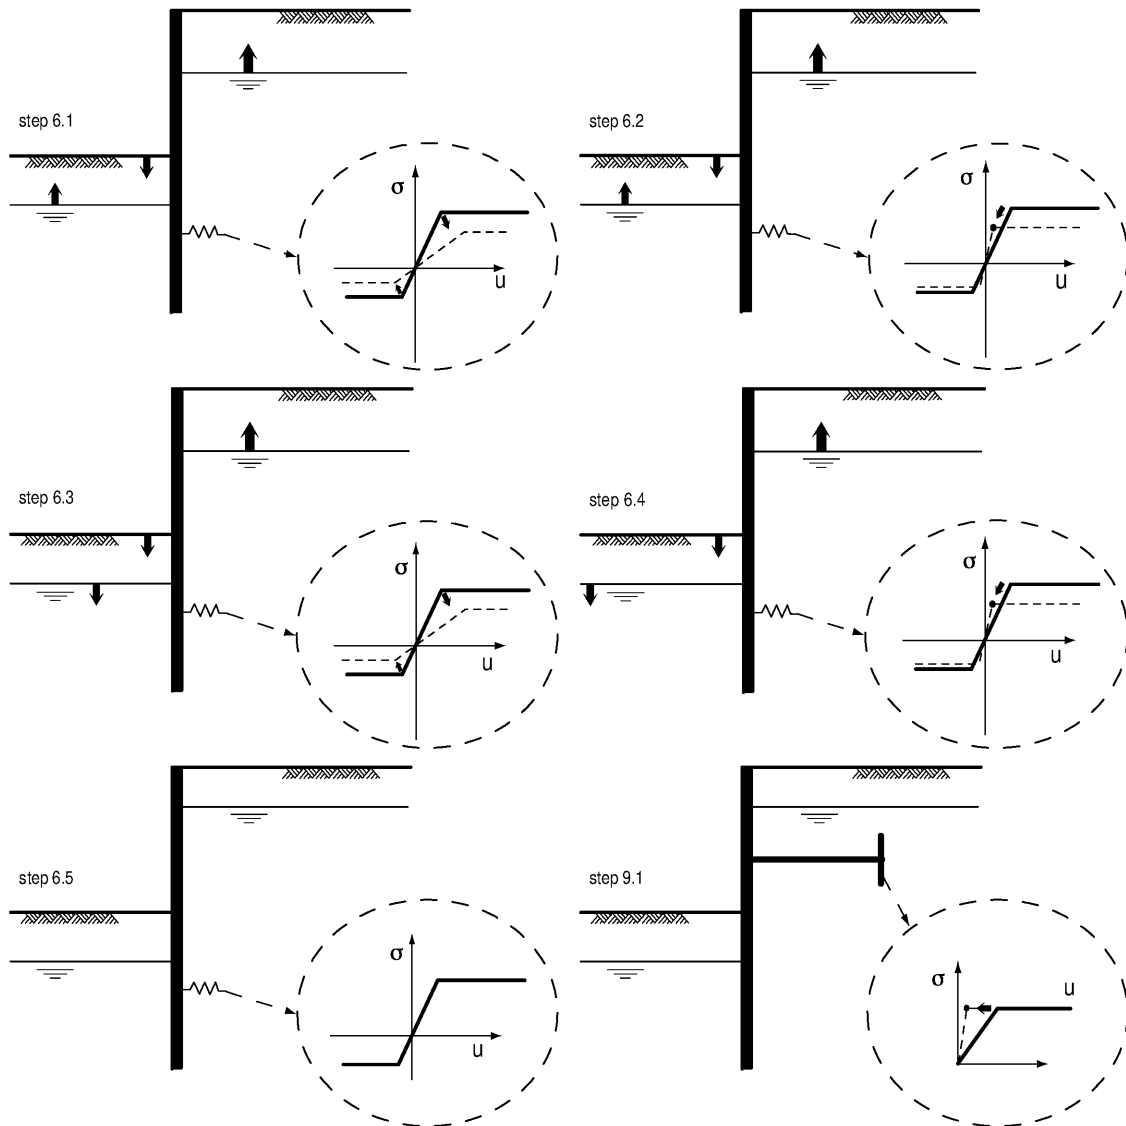 step 6.1
σ
u
step 6.2
σ
u
step 6.3
σ
u
step 6.4
σ
u
step 6.5
σ
u
step 9.1
σ
u